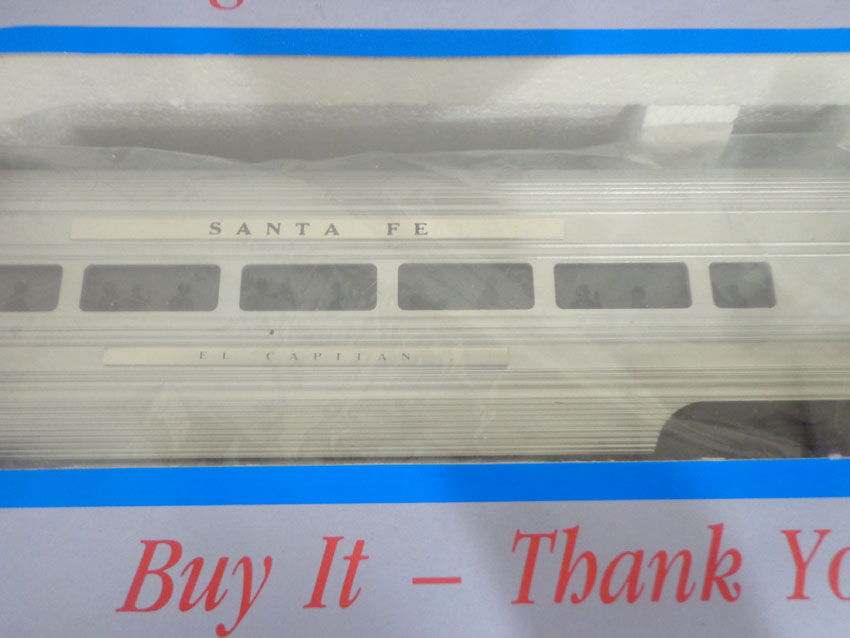 SANTA FE
EL CAPITAN
Buy It – Thank Yo